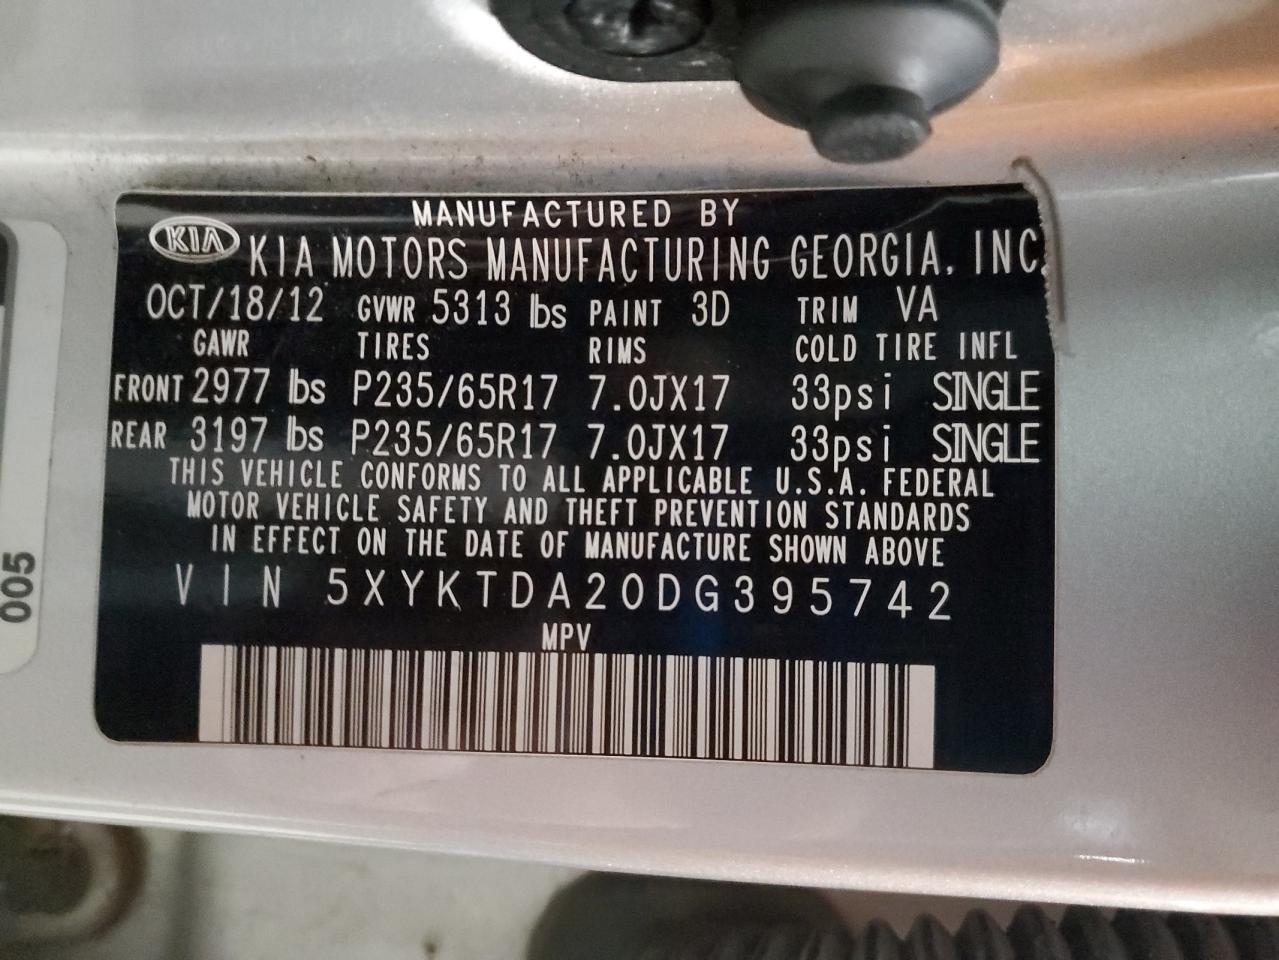 MANUFACTURED BY
KIA KIA MOTORS MANUFACTURING GEORGIA, INC.
OCT/18/12 GVWR 5313 lbs PAINT 3D TRIM VA
GAWR TIRES RIMS COLD TIRE INFL
FRONT 2977 lbs P235/65R17 7.0JX17 33psi SINGLE
REAR 3197 lbs P235/65R17 7.0JX17 33psi SINGLE
THIS VEHICLE CONFORMS TO ALL APPLICABLE U.S.A. FEDERAL
MOTOR VEHICLE SAFETY AND THEFT PREVENTION STANDARDS
IN EFFECT ON THE DATE OF MANUFACTURE SHOWN ABOVE
VIN 5XYKTDA20DG395742
MPV
005